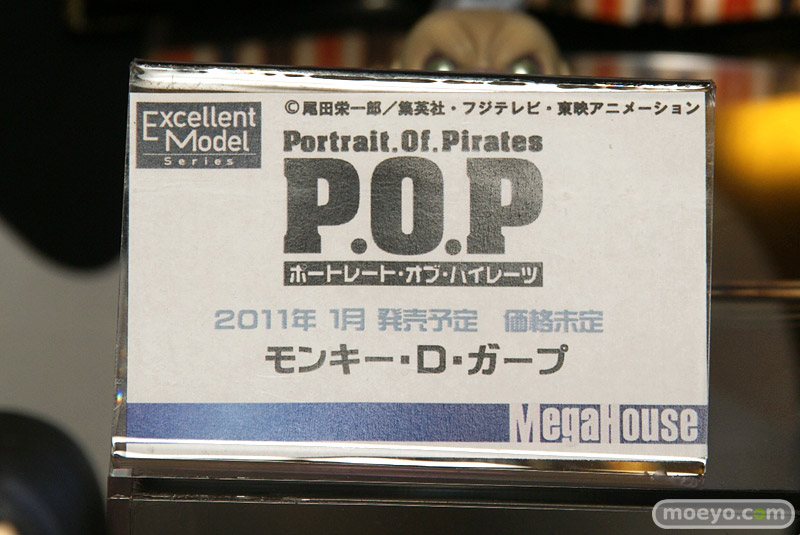 ©尾田栄一郎/集英社・フジテレビ・東映アニメーション
Excellent
Model
Series
Portrait.Of.Pirates
P.O.P
ポートレート・オブ・パイレーツ
2011年 1月 発売予定 価格未定
モンキー・D・ガープ
MegaHouse
moeyo.com